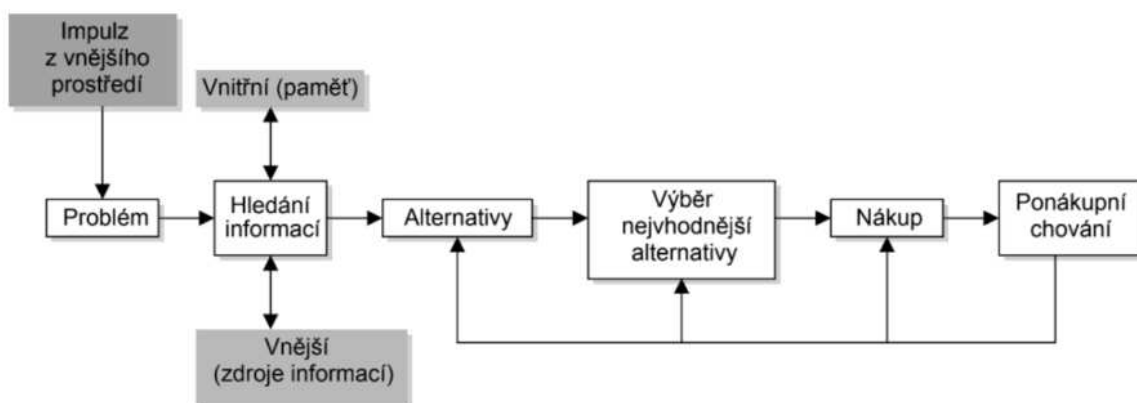 Impulz
z vnějšího
prostředí
Vnitřní (paměť)
Problém
Hledání
informací
Alternativy
Výběr
nejvhodnější
alternativy
Nákup
Ponákupní
chování
Vnější
(zdroje informací)